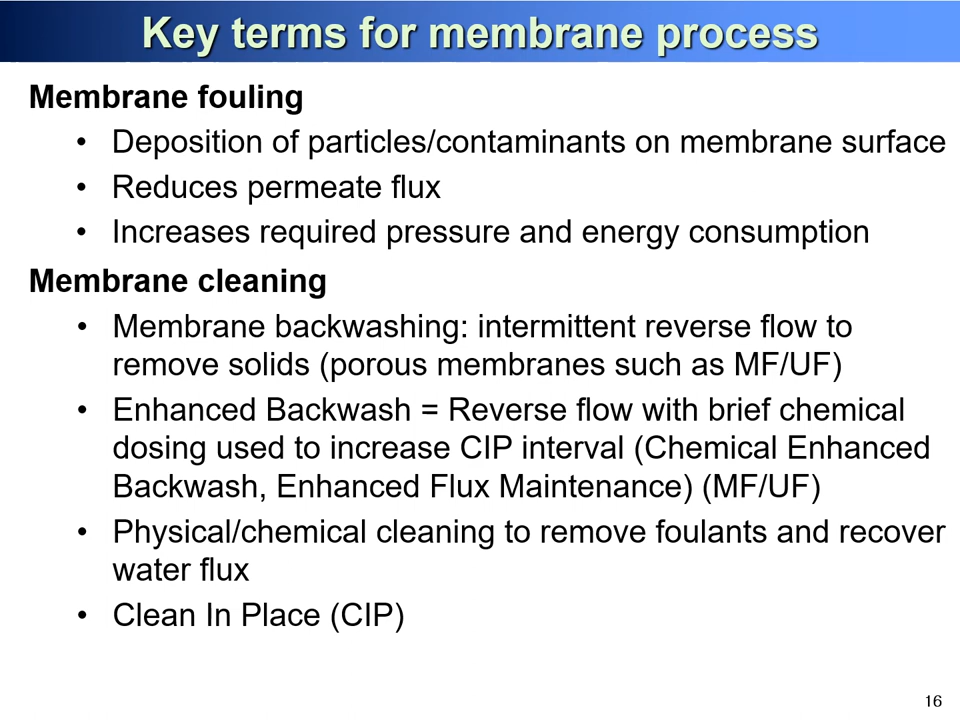 Key terms for membrane process
Membrane fouling
• Deposition of particles/contaminants on membrane surface
• Reduces permeate flux
• Increases required pressure and energy consumption
Membrane cleaning
• Membrane backwashing: intermittent reverse flow to
remove solids (porous membranes such as MF/UF)
• Enhanced Backwash = Reverse flow with brief chemical
dosing used to increase CIP interval (Chemical Enhanced
Backwash, Enhanced Flux Maintenance) (MF/UF)
• Physical/chemical cleaning to remove foulants and recover
water flux
• Clean In Place (CIP)
16